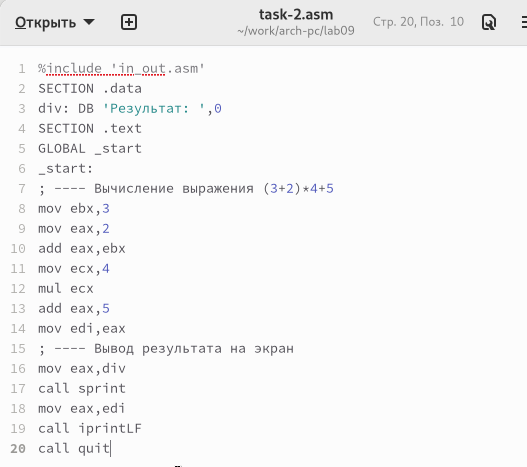 Открыть
task-2.asm
~/work/arch-pc/lab09
Стр. 20, Поз. 10
1 %include 'in_out.asm'
2 SECTION .data
3 div: DB 'Результат: ',0
4 SECTION .text
5 GLOBAL _start
6 _start:
7 ; ---- Вычисление выражения (3+2)*4+5
8 mov ebx,3
9 mov eax,2
10 add eax,ebx
11 mov ecx,4
12 mul ecx
13 add eax,5
14 mov edi,eax
15 ; ---- Вывод результата на экран
16 mov eax,div
17 call sprint
18 mov eax,edi
19 call iprintLF
20 call quit